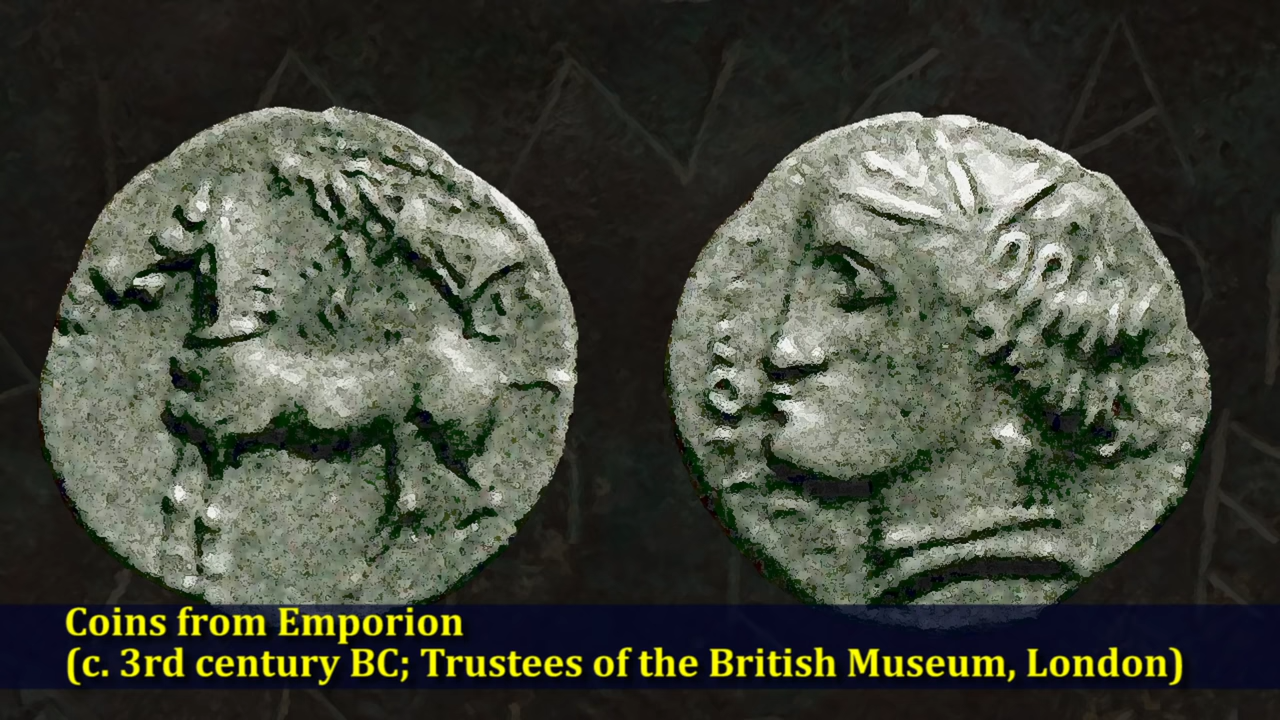 Coins from Emporion
(c. 3rd century BC; Trustees of the British Museum, London)